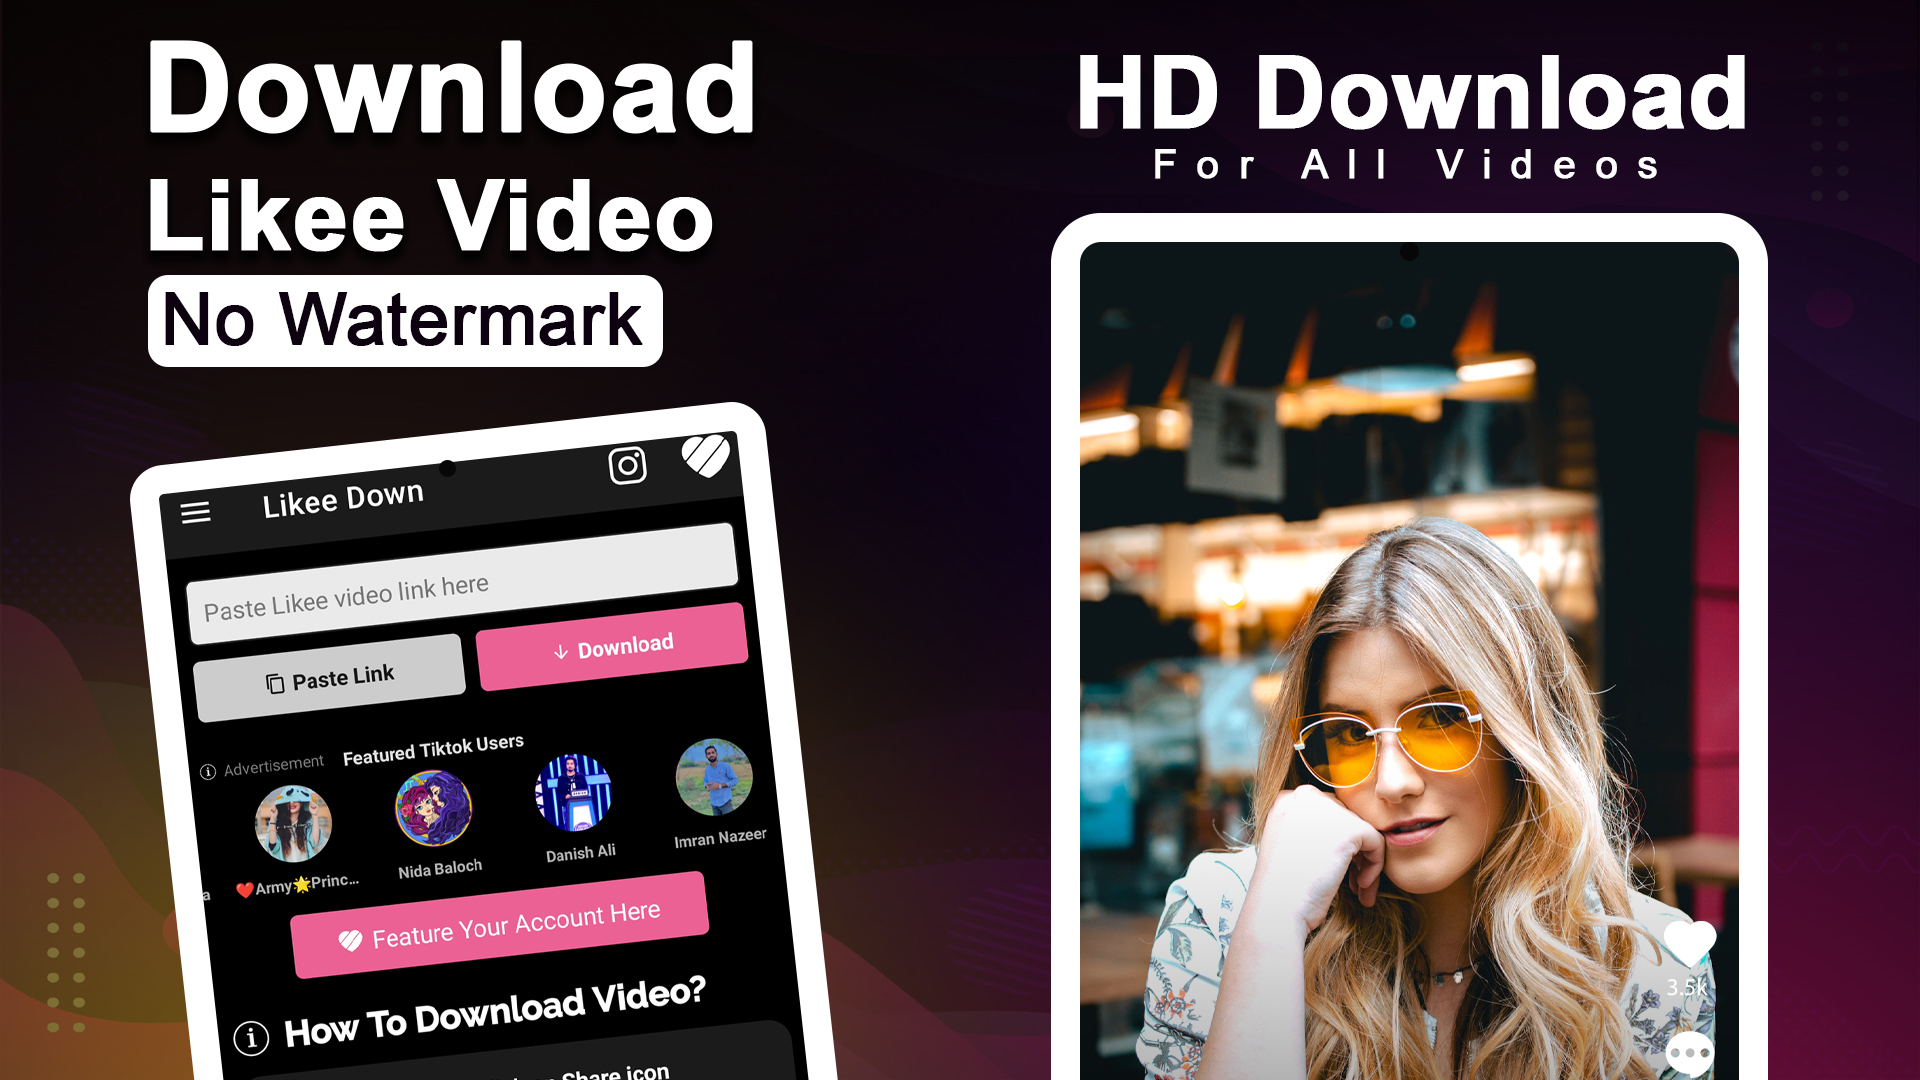 Download
Likee Video
No Watermark
Likee Down
Paste Likee video link here
Paste Link
Download
Advertisement
Featured Tiktok Users
a
❤️Army🌟Princ...
Nida Baloch
Danish Ali
Imran Nazeer
Feature Your Account Here
How To Download Video?
Share icon
HD Download
For All Videos
3.5k